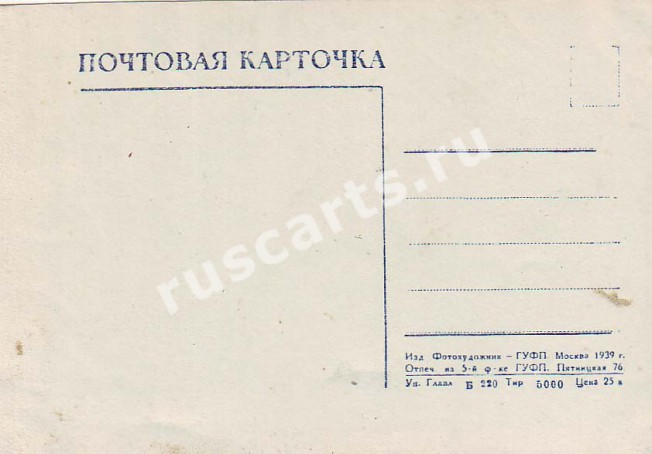 ПОЧТОВАЯ КАРТОЧКА
ruscarts.ru
Изд Фотохудожник – ГУФП. Москва 1939 г.
Отпеч. из 5-й ф-ке ГУФП. Пятницкая 76.
Уп. Главл Б 220 Тир 5000 Цена 25 к